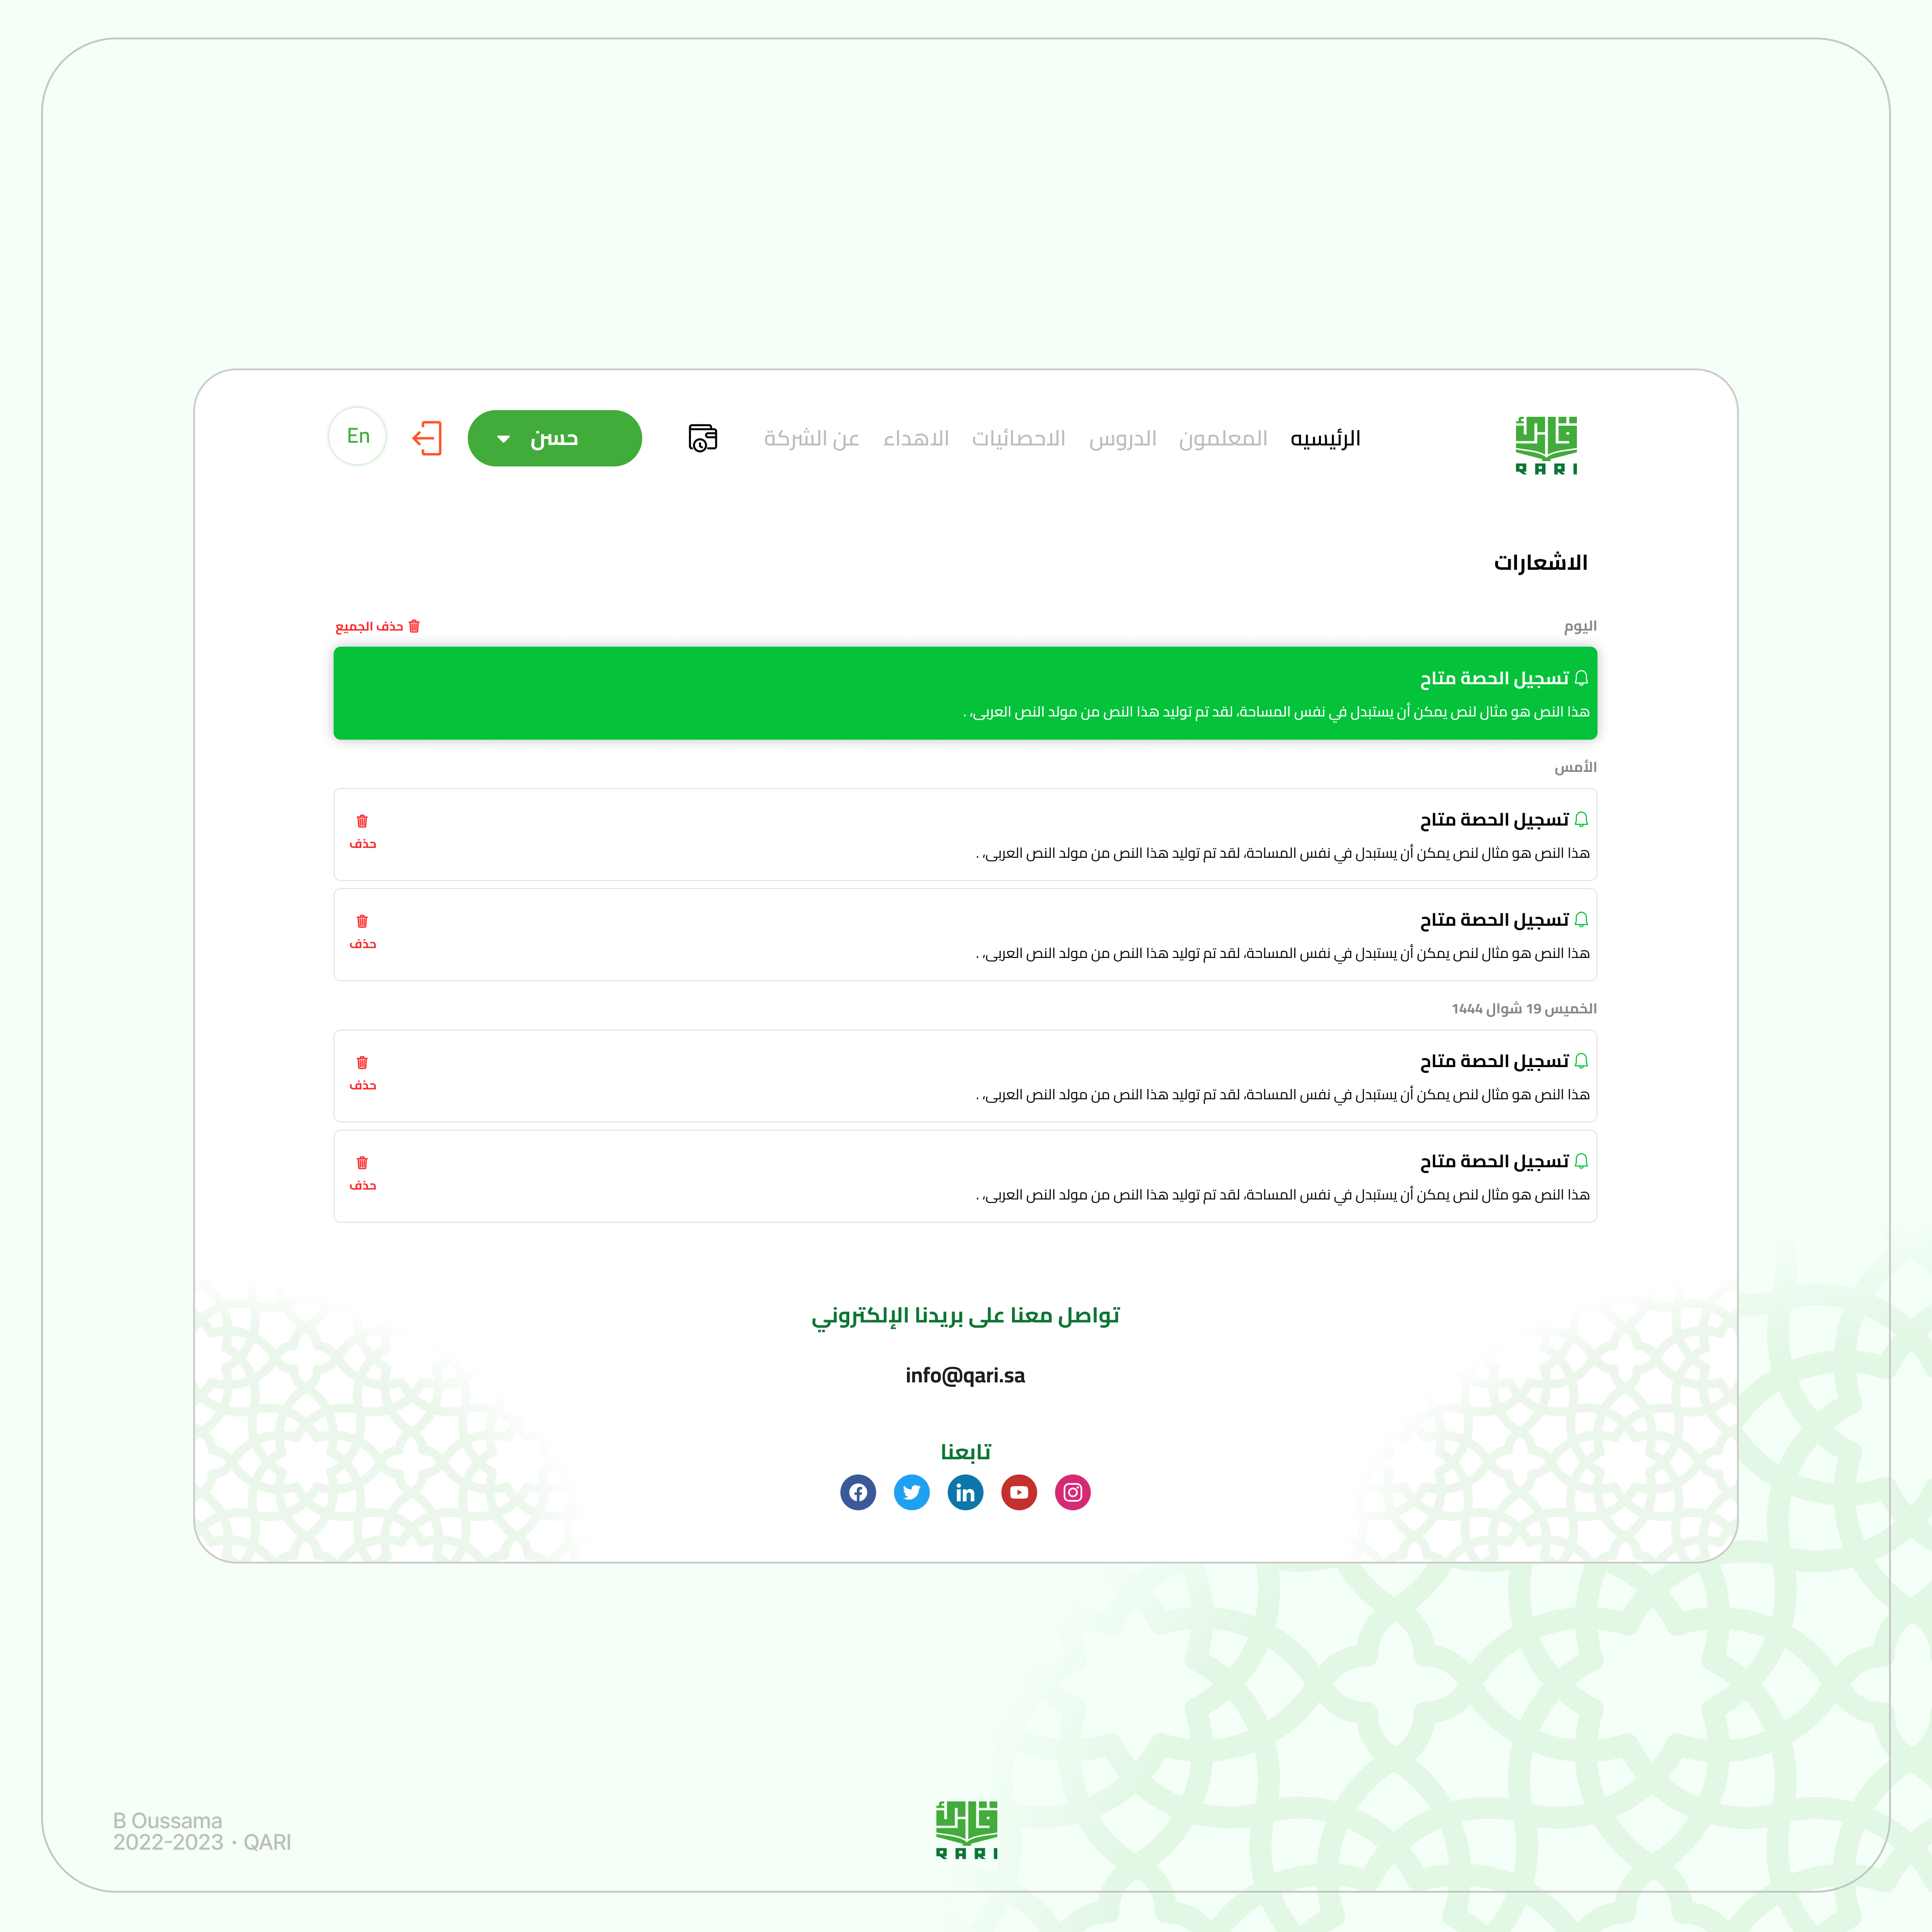 قارئ
QARI
الرئيسيه المعلمون الدروس الاحصائيات الاهداء عن الشركة
حسن
En
الاشعارات
اليوم
حذف الجميع
تسجيل الحصة متاح
هذا النص هو مثال لنص يمكن أن يستبدل في نفس المساحة، لقد تم توليد هذا النص من مولد النص العربى، .
الأمس
تسجيل الحصة متاح
حذف
هذا النص هو مثال لنص يمكن أن يستبدل في نفس المساحة، لقد تم توليد هذا النص من مولد النص العربى، .
تسجيل الحصة متاح
حذف
هذا النص هو مثال لنص يمكن أن يستبدل في نفس المساحة، لقد تم توليد هذا النص من مولد النص العربى، .
الخميس 19 شوال 1444
تسجيل الحصة متاح
حذف
هذا النص هو مثال لنص يمكن أن يستبدل في نفس المساحة، لقد تم توليد هذا النص من مولد النص العربى، .
تسجيل الحصة متاح
حذف
هذا النص هو مثال لنص يمكن أن يستبدل في نفس المساحة، لقد تم توليد هذا النص من مولد النص العربى، .
تواصل معنا على بريدنا الإلكتروني
info@qari.sa
تابعنا
B Oussama
2022-2023 · QARI
قارئ
QARI